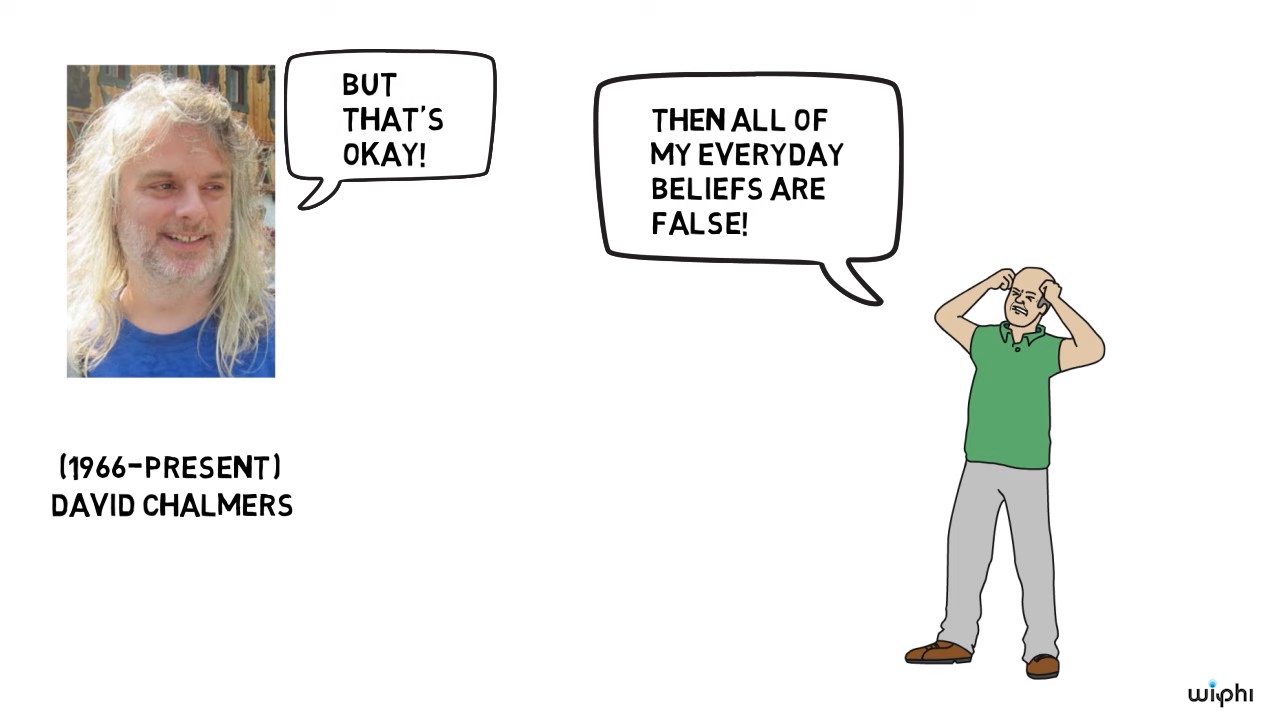 BUT
THAT'S
OKAY!
THEN ALL OF
MY EVERYDAY
BELIEFS ARE
FALSE!
(1966-PRESENT)
DAVID CHALMERS
wiphi